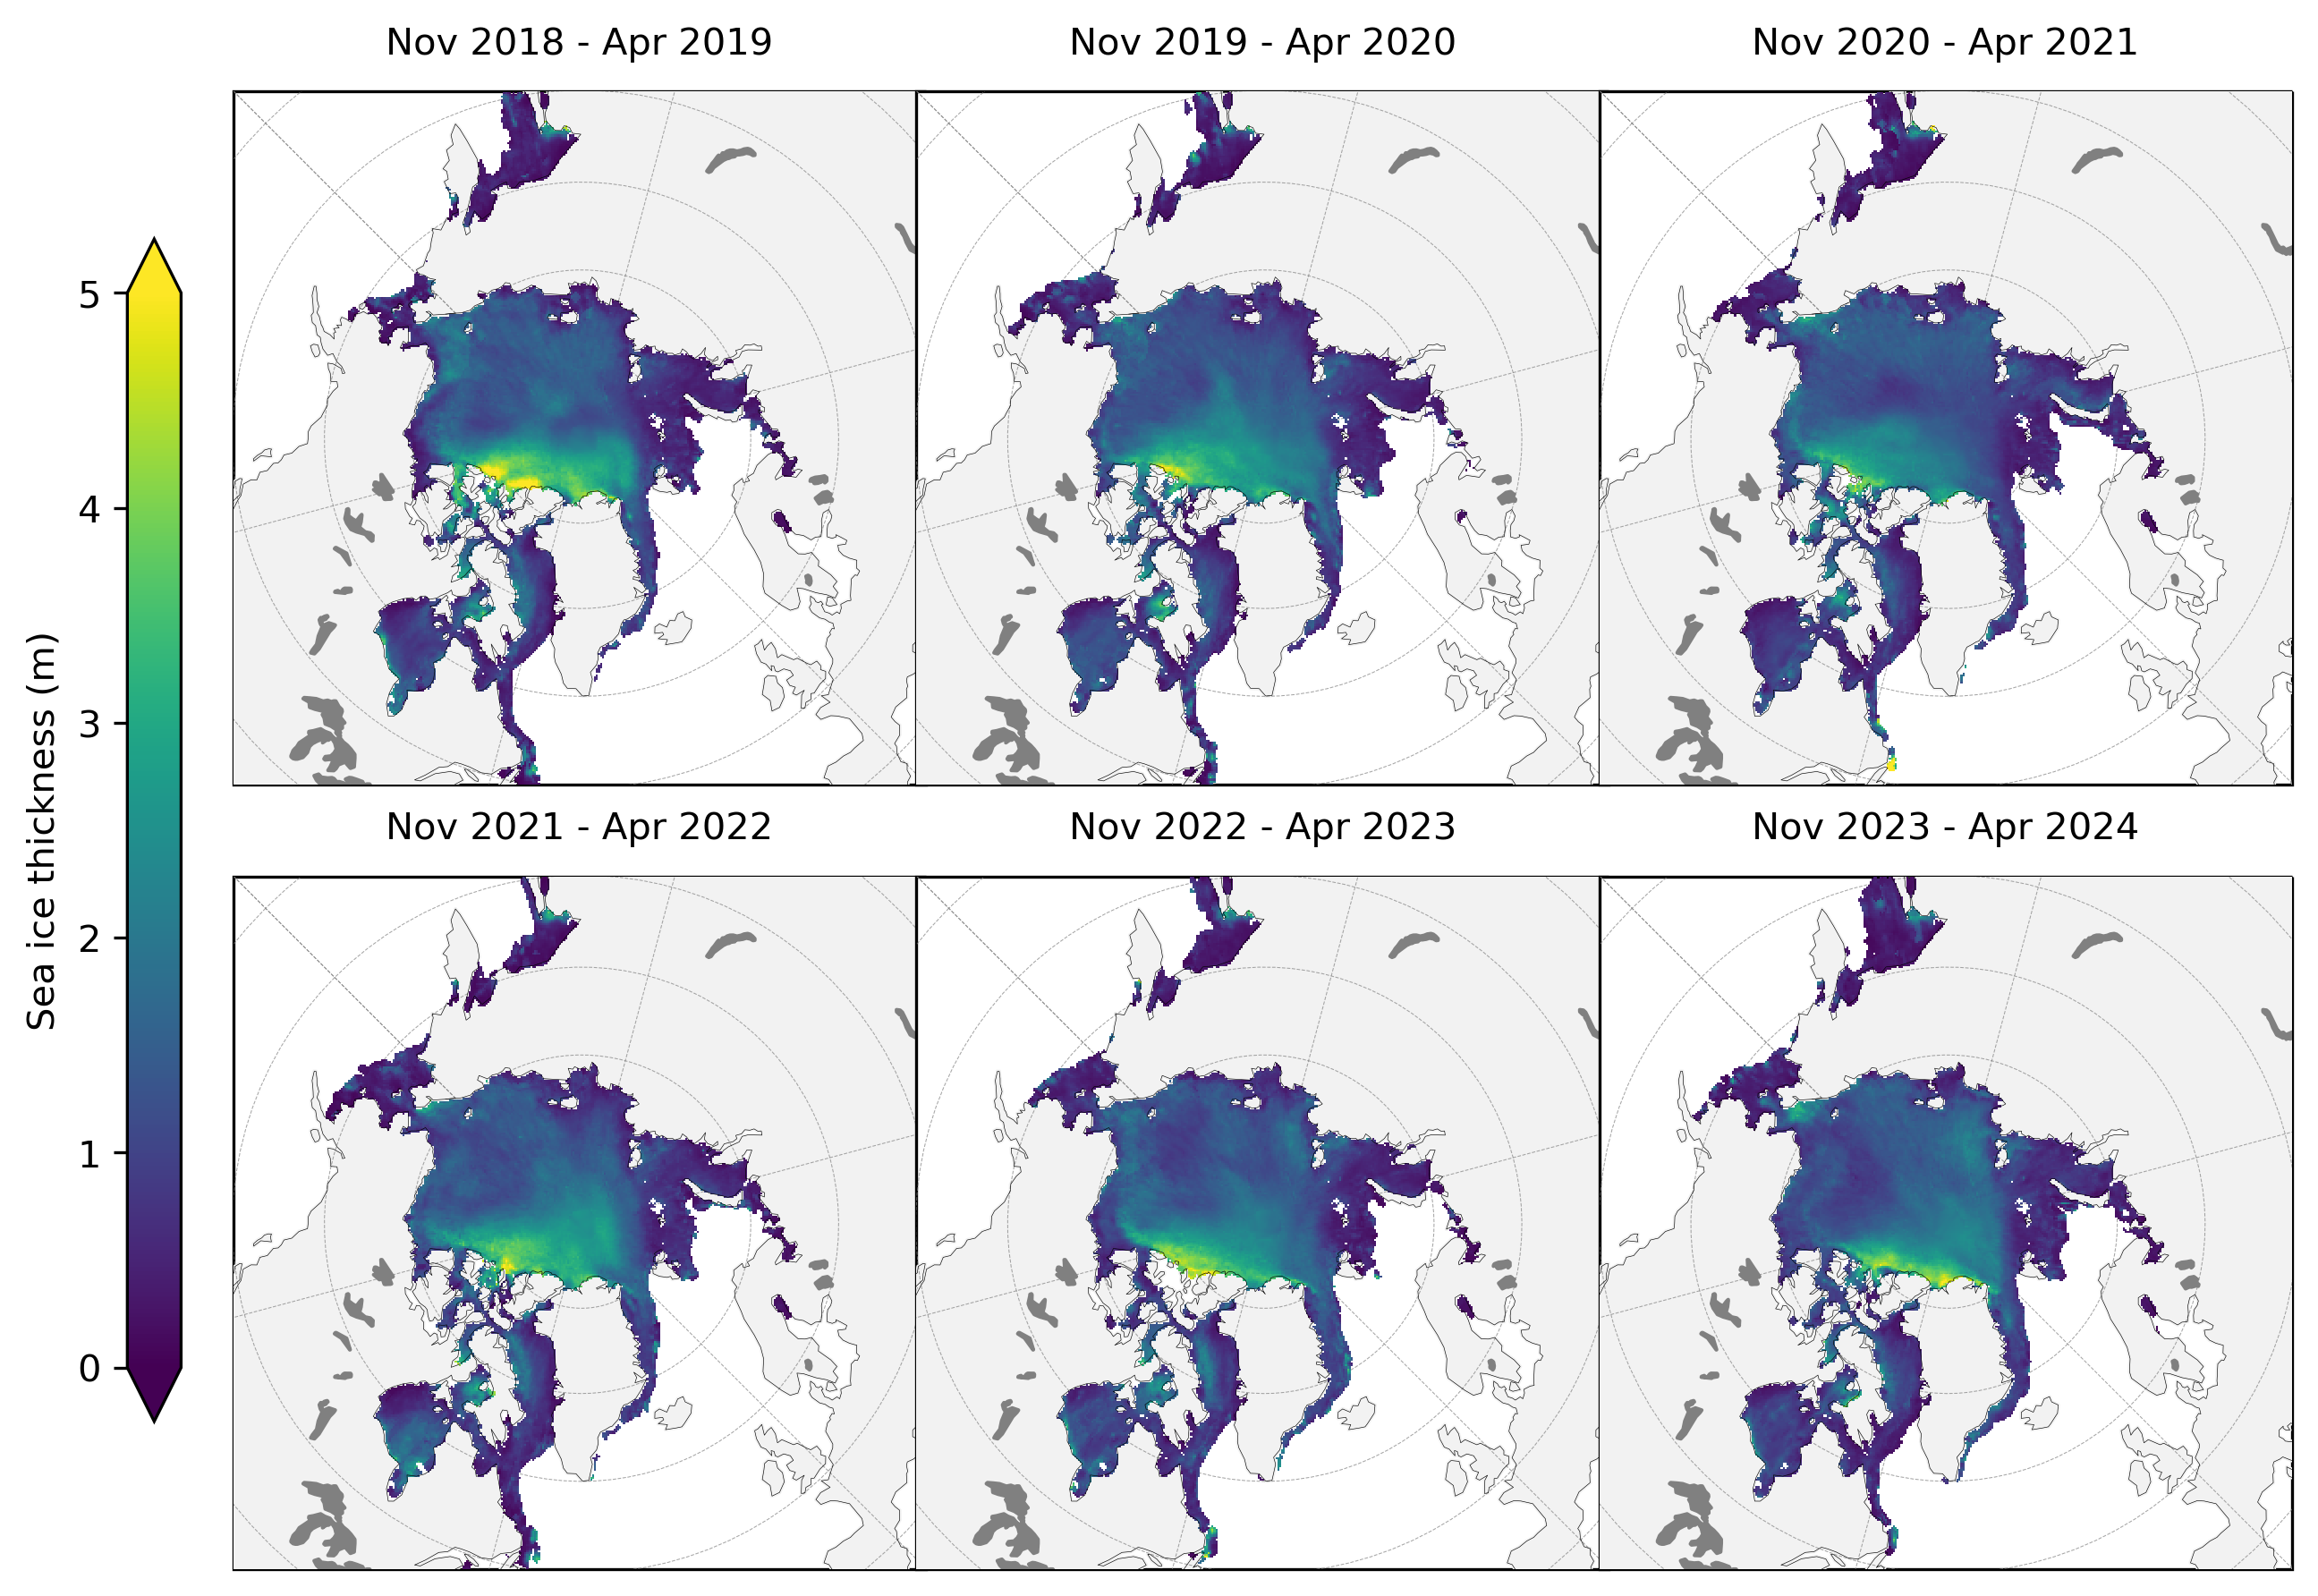 Nov 2018 - Apr 2019
Nov 2019 - Apr 2020
Nov 2020 - Apr 2021
Sea ice thickness (m)
5
4
3
2
1
0
Nov 2021 - Apr 2022
Nov 2022 - Apr 2023
Nov 2023 - Apr 2024